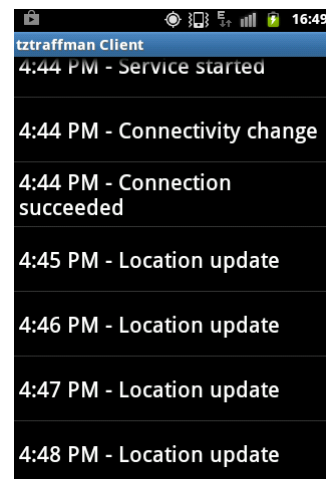 16:49
tztraffman Client
4:44 PM - Service started
4:44 PM - Connectivity change
4:44 PM - Connection
succeeded
4:45 PM - Location update
4:46 PM - Location update
4:47 PM - Location update
4:48 PM - Location update